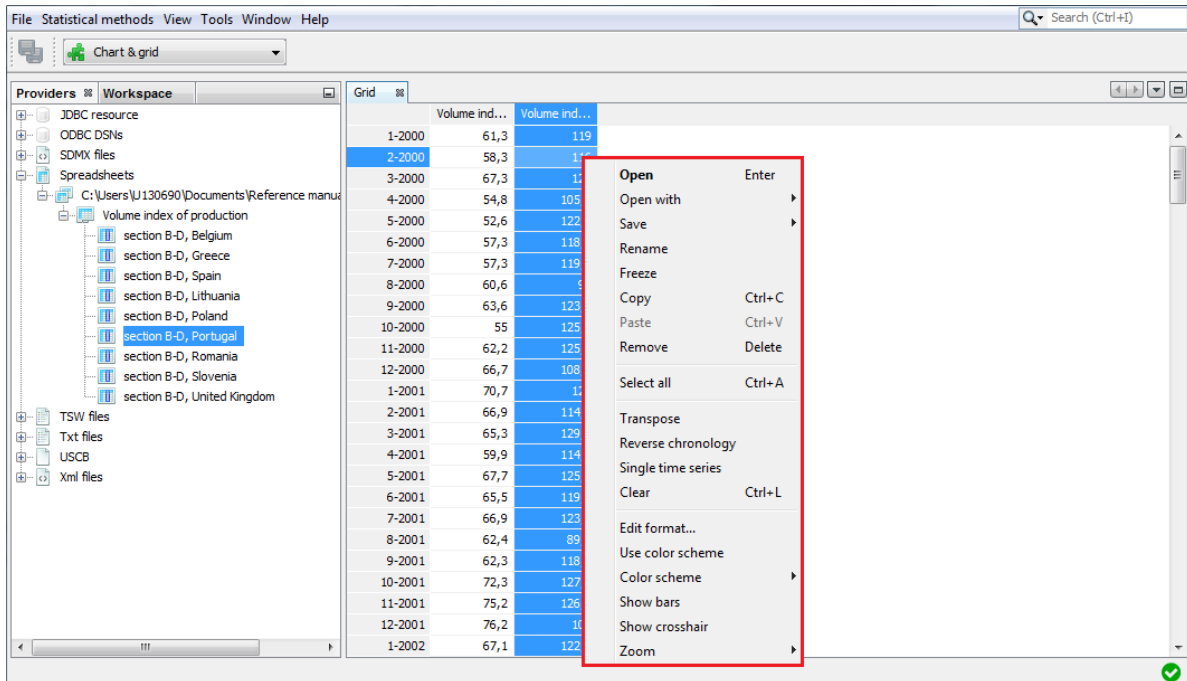 File Statistical methods View Tools Window Help
Search (Ctrl+I)
Chart & grid
Providers Workspace
JDBC resource
ODBC DSNs
SDMX files
Spreadsheets
C:\Users\U130690\Documents\Reference manua
Volume index of production
section B-D, Belgium
section B-D, Greece
section B-D, Spain
section B-D, Lithuania
section B-D, Poland
section B-D, Portugal
section B-D, Romania
section B-D, Slovenia
section B-D, United Kingdom
TSW files
Txt files
USCB
Xml files
Grid
Volume ind... Volume ind...
1-2000 61,3 119
2-2000 58,3
3-2000 67,3
4-2000 54,8 105
5-2000 52,6 122
6-2000 57,3 118
7-2000 57,3 119
8-2000 60,6
9-2000 63,6 123
10-2000 55 125
11-2000 62,2 125
12-2000 66,7 108
1-2001 70,7
2-2001 66,9 114
3-2001 65,3 129
4-2001 59,9 114
5-2001 67,7 125
6-2001 65,5 119
7-2001 66,9 123
8-2001 62,4 89
9-2001 62,3 118
10-2001 72,3 127
11-2001 75,2 126
12-2001 76,2
1-2002 67,1 122
Open Enter
Open with
Save
Rename
Freeze
Copy Ctrl+C
Paste Ctrl+V
Remove Delete
Select all Ctrl+A
Transpose
Reverse chronology
Single time series
Clear Ctrl+L
Edit format...
Use color scheme
Color scheme
Show bars
Show crosshair
Zoom